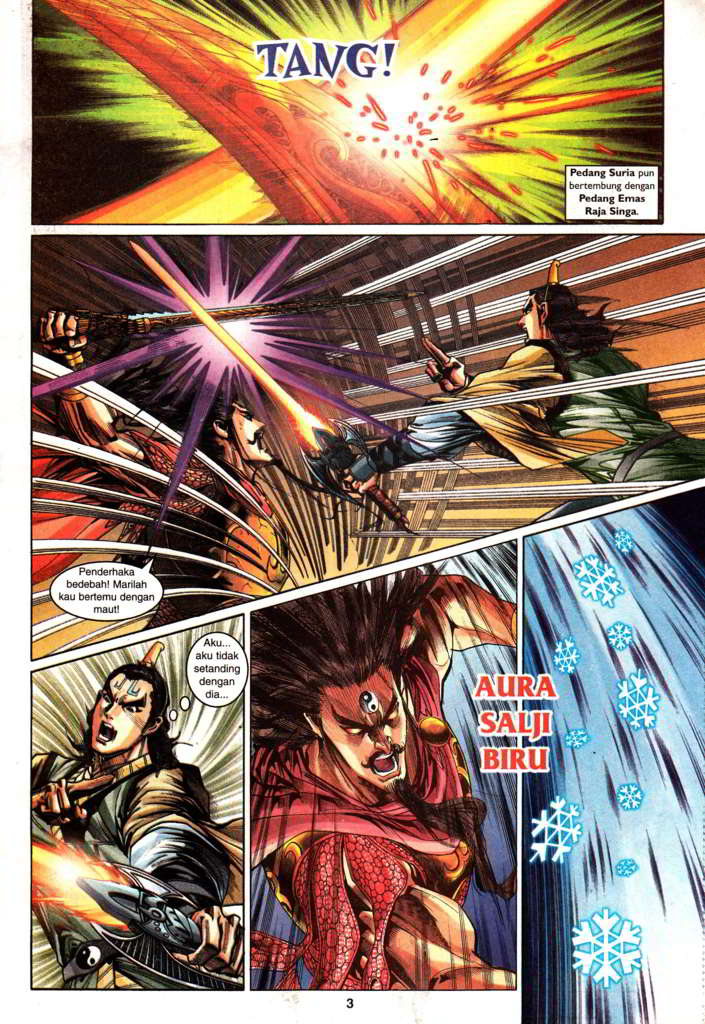 TANG!
Pedang Suria pun
bertembung dengan
Pedang Emas
Raja Singa.
Penderhaka
bedebah! Marilah
kau bertemu dengan
maut!
Aku...
aku tidak
setanding
dengan
dia...
AURA
SALJI
BIRU
3